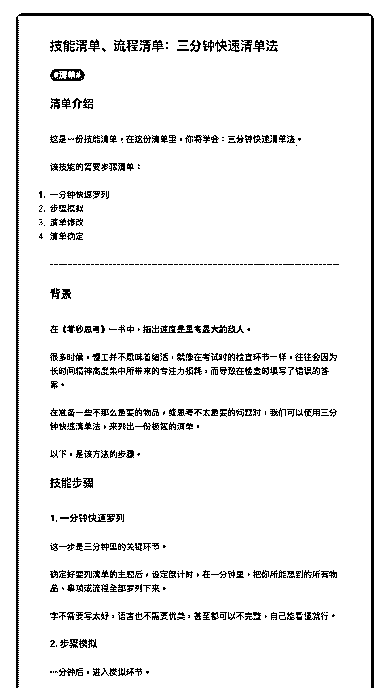 技能清单、流程清单：三分钟快速清单法
#清单#
清单介绍
这是一份技能清单，在这份清单里，你将学会：三分钟快速清单法。
该技能的需要步骤清单：
1. 一分钟快速罗列
2. 步骤模拟
3. 清单修改
4. 清单确定
背景
在《零秒思考》一书中，指出速度是思考最大的敌人。
很多时候，慢工并不意味着细活，就像在考试时的检查环节一样，往往会因为
长时间精神高度集中所带来的专注力损耗，而导致在检查时填写了错误的答
案。
在准备一些不那么重要的物品，或思考不太重要的问题时，我们可以使用三分
钟快速清单法，来列出一份极简的清单。
以下，是该方法的步骤。
技能步骤
1. 一分钟快速罗列
这一步是三分钟里的关键环节。
确定好要列清单的主题后，设定倒计时，在一分钟里，把你所能想到的所有物
品、事项或流程全部罗列下来。
字不需要写太好，语言也不需要优美，甚至都可以不完整，自己能看懂就行。
2. 步骤模拟
一分钟后，进入模拟环节。